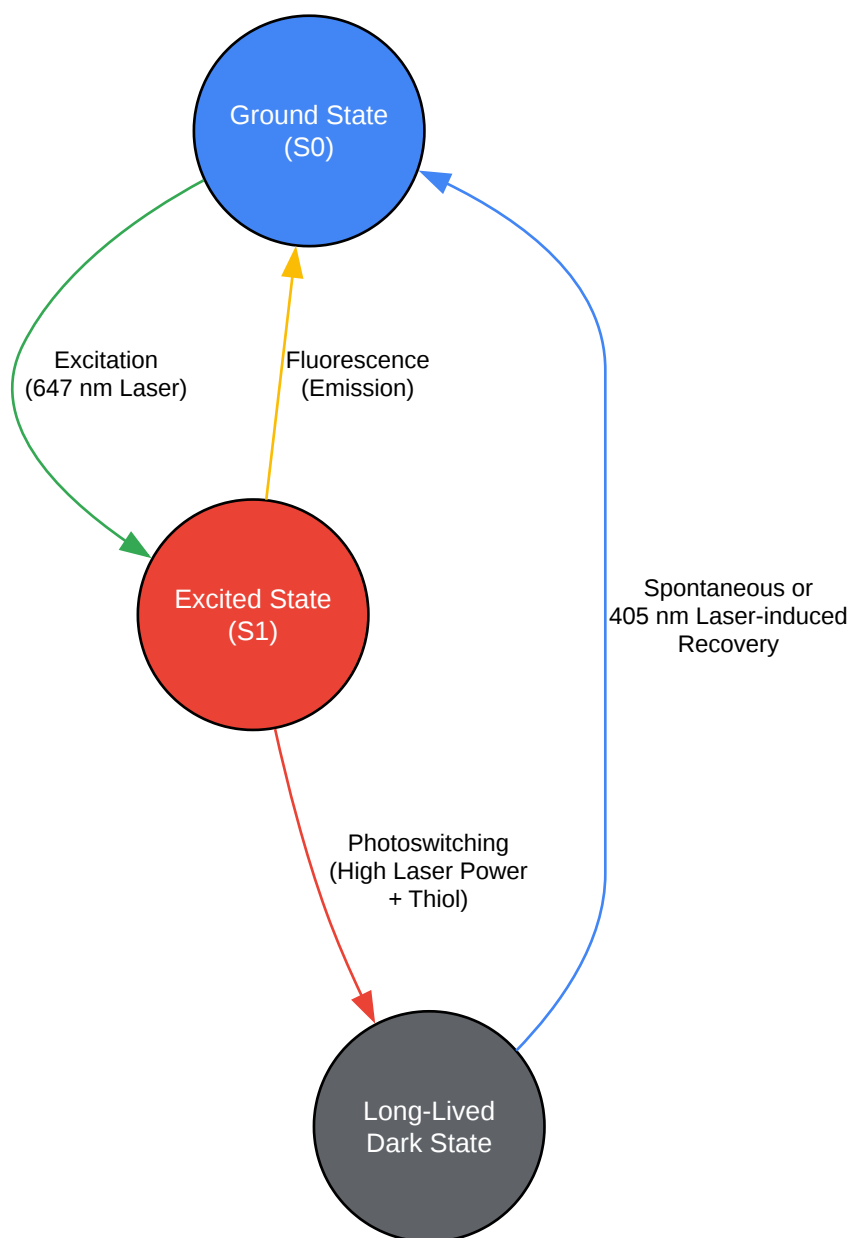 Ground State
(S0)
Excitation
(647 nm Laser)
Fluorescence
(Emission)
Excited State
(S1)
Spontaneous or
405 nm Laser-induced
Recovery
Photoswitching
(High Laser Power
+ Thiol)
Long-Lived
Dark State